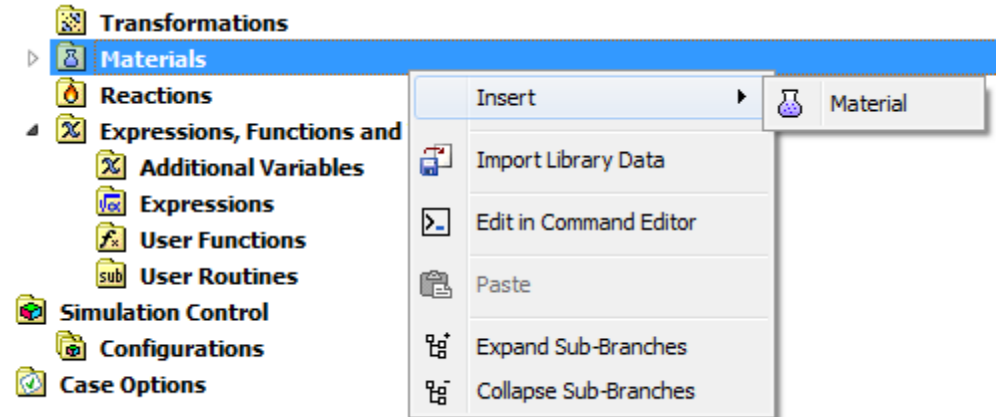 Transformations
Materials
Reactions
Expressions, Functions and
Additional Variables
Expressions
User Functions
sub User Routines
Simulation Control
Configurations
Case Options
Insert
Material
Import Library Data
Edit in Command Editor
Paste
Expand Sub-Branches
Collapse Sub-Branches